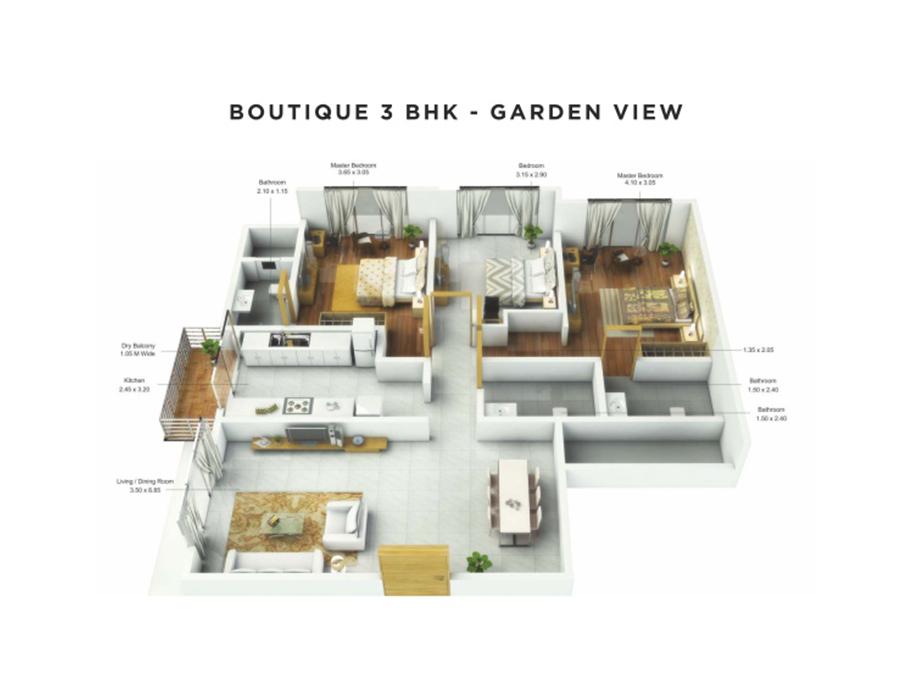 BOUTIQUE 3 BHK - GARDEN VIEW
Master Bedroom
3.65 x 3.05
Bedroom
3.15 x 2.90
Master Bedroom
4.10 x 3.05
Bathroom
2.10 x 1.15
Dry Balcony
1.05 M Wide
1.35 x 2.05
Kitchen
2.45 x 3.20
Bathroom
1.50 x 2.40
Bathroom
1.50 x 2.40
Living / Dining Room
3.50 x 6.85